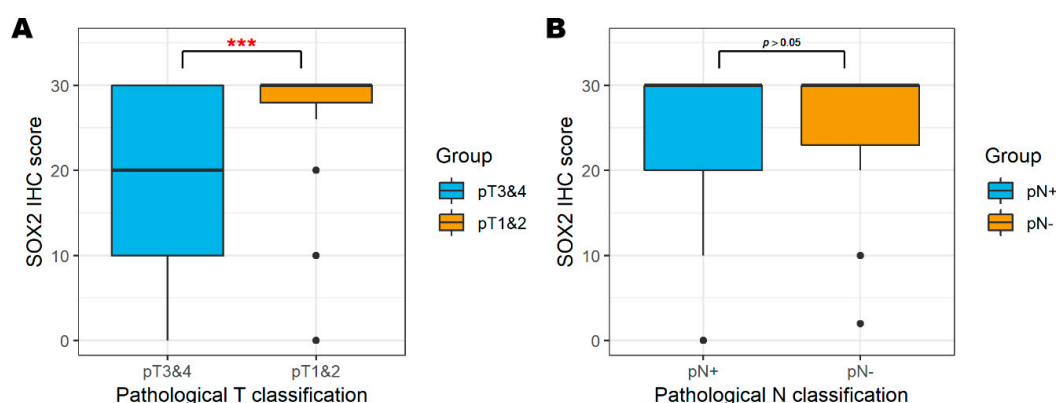 A
***
SOX2 IHC score
30
20
10
0
pT3&4
pT1&2
Pathological T classification
Group
pT3&4
pT1&2
B
p > 0.05
SOX2 IHC score
30
20
10
0
pN+
pN-
Pathological N classification
Group
pN+
pN-